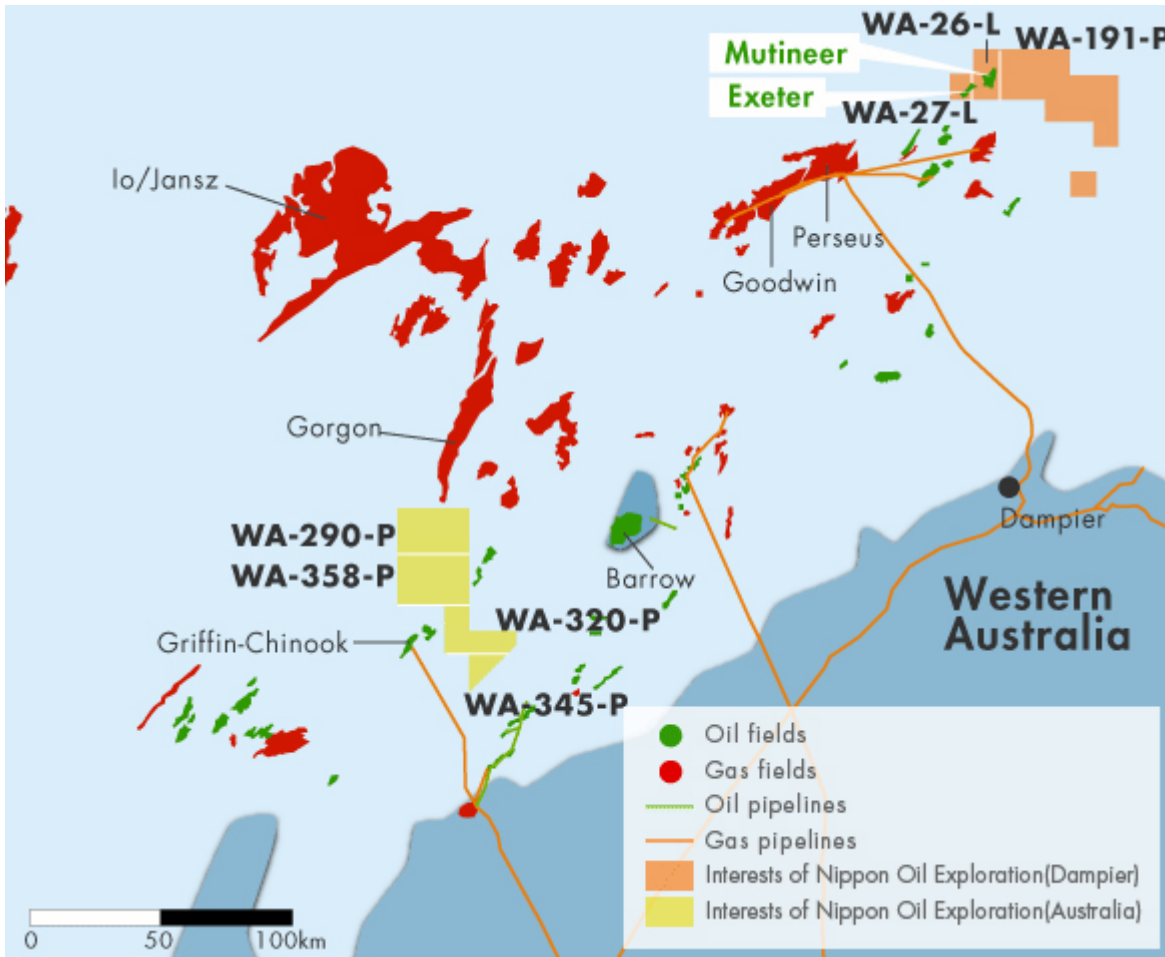 WA-26-L
WA-191-P
Mutineer
Exeter
WA-27-L
Io/Jansz
Perseus
Goodwin
Gorgon
Dampier
WA-290-P
WA-358-P
Barrow
Western
Australia
WA-320-P
Griffin-Chinook
WA-345-P
Oil fields
Gas fields
Oil pipelines
Gas pipelines
Interests of Nippon Oil Exploration(Dampier)
Interests of Nippon Oil Exploration(Australia)
0 50 100km